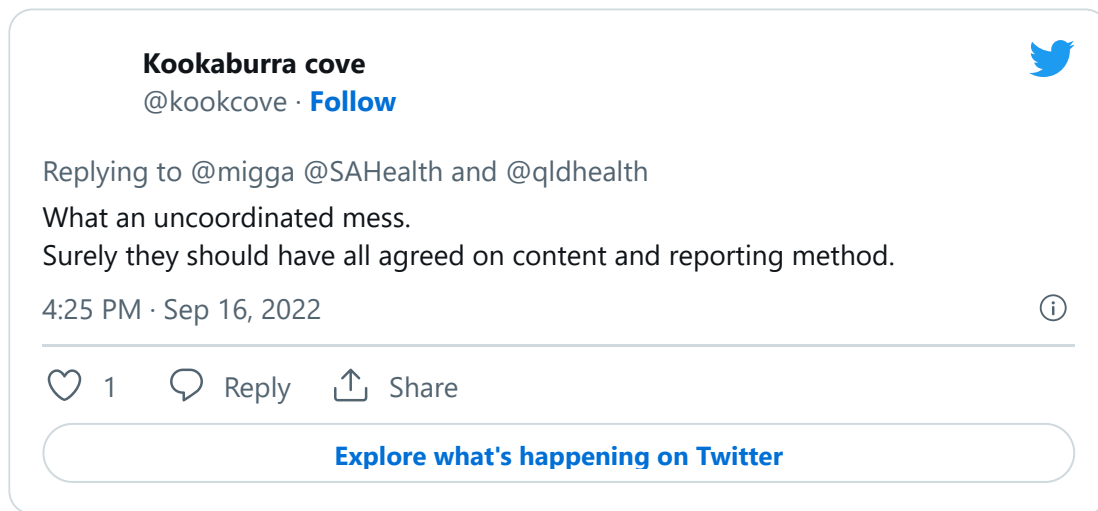 Kookaburra cove
@kookcove · Follow
Replying to @migga @SAHealth and @qldhealth
What an uncoordinated mess.
Surely they should have all agreed on content and reporting method.
4:25 PM · Sep 16, 2022
1 Reply Share
Explore what's happening on Twitter